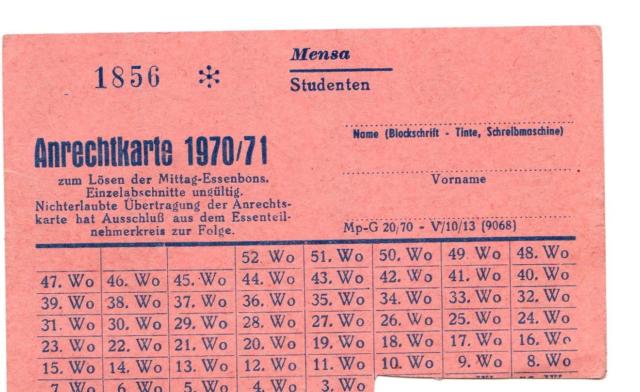 Mensa
1856 *
Studenten
Name (Blockschrift - Tinte, Schreibmaschine)
Anrechtkarte 1970/71
zum Lösen der Mittag-Essenbons.
Einzelabschnitte ungültig.
Nichterlaubte Übertragung der Anrechts-
karte hat Ausschluß aus dem Essenteil-
nehmerkreis zur Folge.
Vorname
Mp-G 20/70 - V/10/13 (9068)
52. Wo 51. Wo 50. Wo 49. Wo 48. Wo
47. Wo 46. Wo 45. Wo 44. Wo 43. Wo 42. Wo 41. Wo 40. Wo
39. Wo 38. Wo 37. Wo 36. Wo 35. Wo 34. Wo 33. Wo 32. Wo
31. Wo 30. Wo 29. Wo 28. Wo 27. Wo 26. Wo 25. Wo 24. Wo
23. Wo 22. Wo 21. Wo 20. Wo 19. Wo 18. Wo 17. Wo 16. Wo
15. Wo 14. Wo 13. Wo 12. Wo 11. Wo 10. Wo 9. Wo 8. Wo
7. Wo 6. Wo 5. Wo 4. Wo 3. Wo